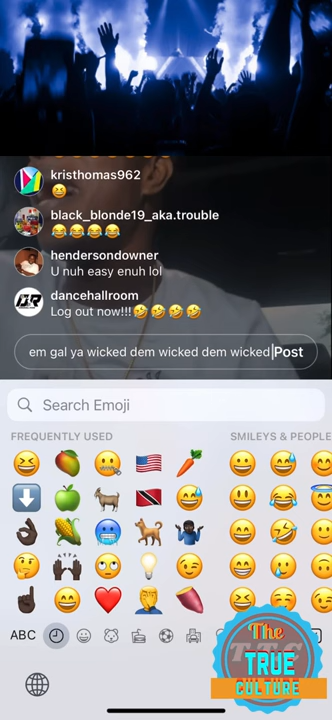 kristhomas962
black_blonde19_aka.trouble
hendersondowner
U nuh easy enuh lol
dancehallroom
Log out now!!!
em gal ya wicked dem wicked dem wicked Post
Search Emoji
FREQUENTLY USED SMILEYS & PEOPLE
ABC
The
TTC
TRUE
CULTURE